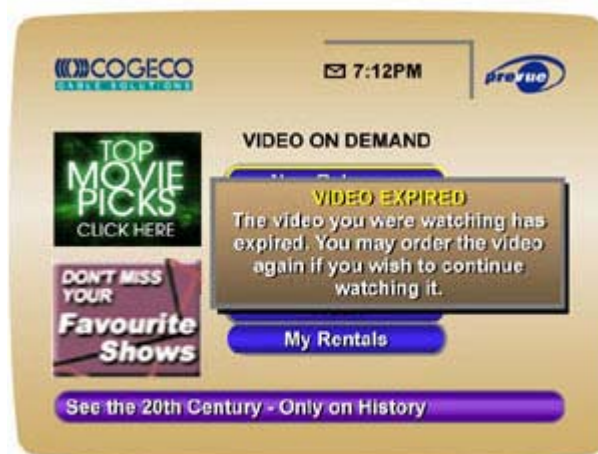 COGECO
CABLE SOLUTIONS
7:12PM
prevue
TOP
MOVIE
PICKS
CLICK HERE
VIDEO ON DEMAND
VIDEO EXPIRED
The video you were watching has
expired. You may order the video
again if you wish to continue
watching it.
DON'T MISS
YOUR
Favourite
Shows
My Rentals
See the 20th Century - Only on History